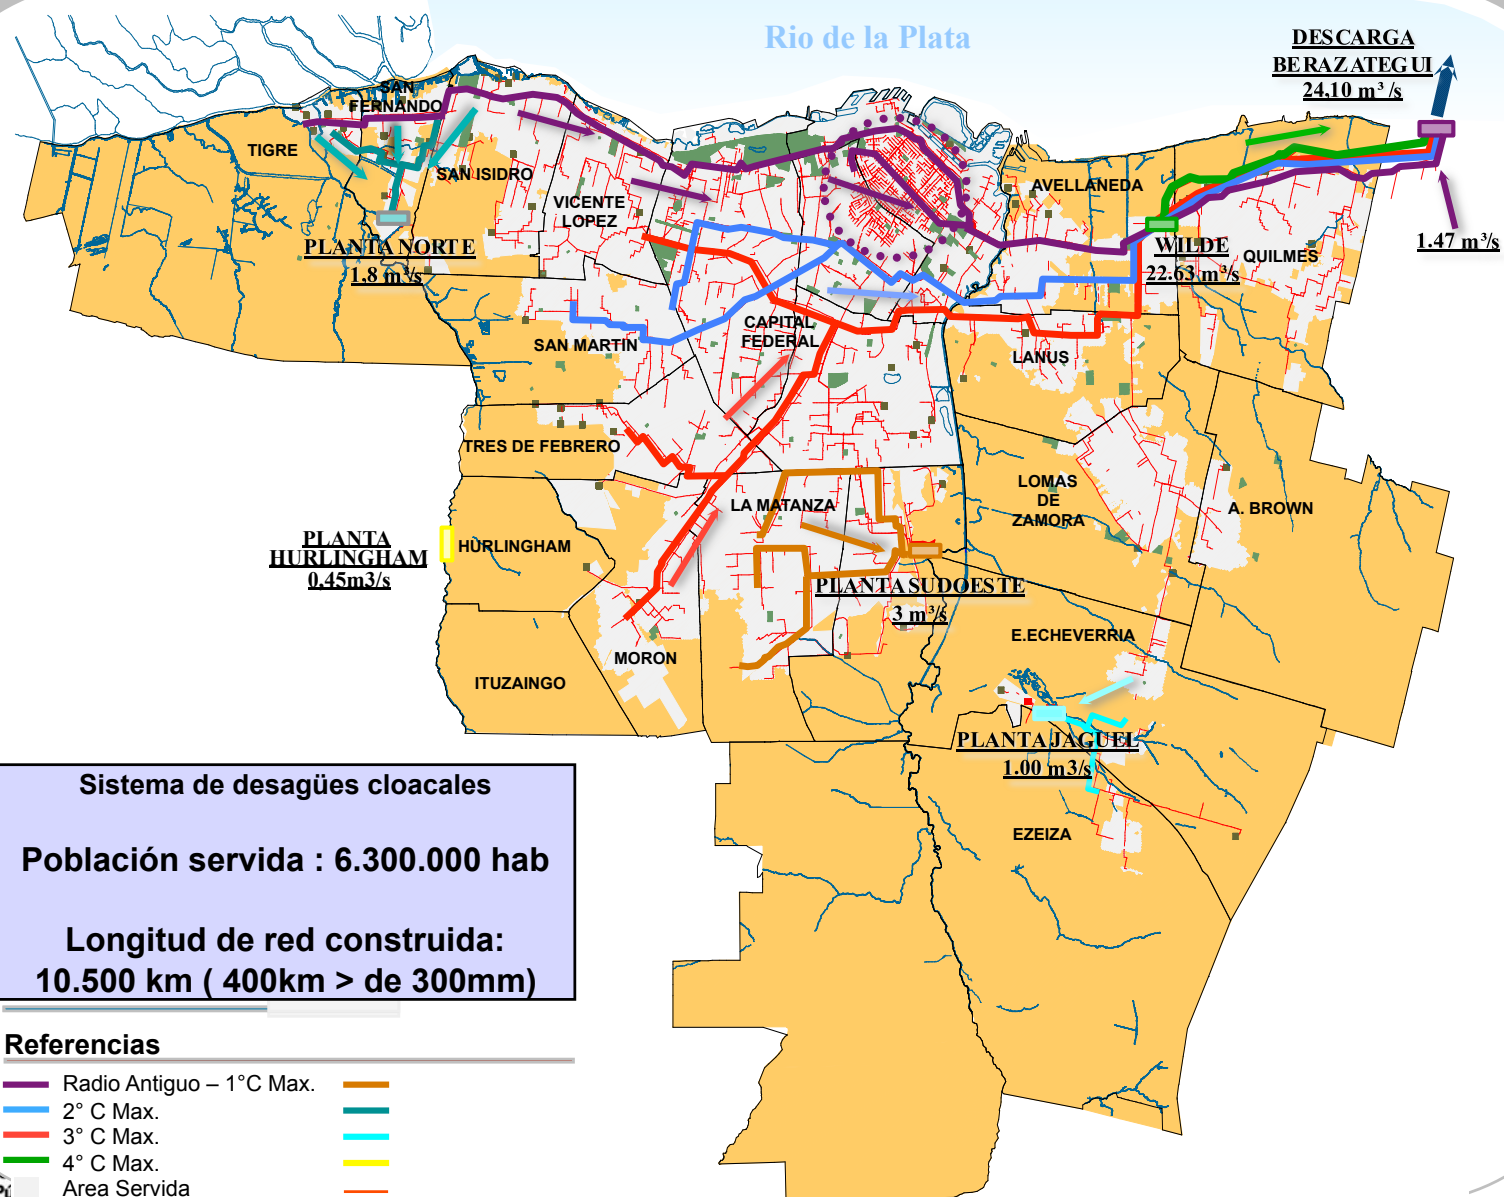 Rio de la Plata
DESCARGA
BERAZATEGUI
24,10 m³/s
SAN
FERNANDO
TIGRE
SAN ISIDRO
VICENTE
LOPEZ
AVELLANEDA
PLANTA NORTE
1,8 m³/s
WILDE
22.63 m³/s
QUILMES
1.47 m³/s
CAPITAL
FEDERAL
SAN MARTIN
LANUS
TRES DE FEBRERO
LA MATANZA
LOMAS
DE
ZAMORA
A. BROWN
PLANTA
HURLINGHAM
0,45m3/s
HURLINGHAM
PLANTA SUDOESTE
3 m³/s
E.ECHEVERRIA
MORON
ITUZAINGO
PLANTA JAGUEL
1.00 m3/s
EZEIZA
Sistema de desagües cloacales
Población servida : 6.300.000 hab
Longitud de red construida:
10.500 km ( 400km > de 300mm)
Referencias
Radio Antiguo – 1°C Max.
2° C Max.
3° C Max.
4° C Max.
Area Servida